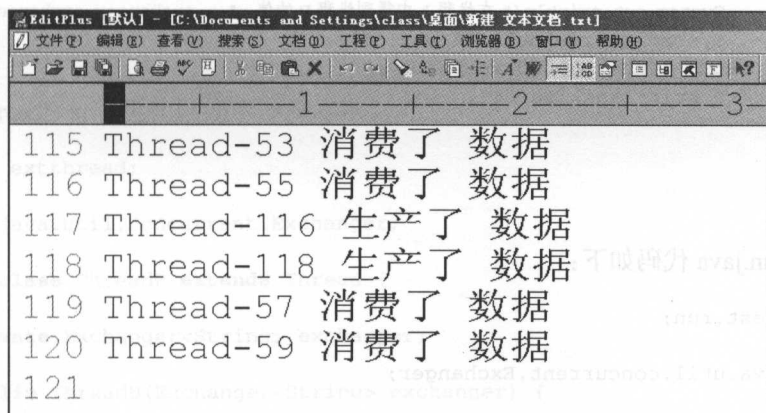 EditPlus [默认] - [C:\Documents and Settings\class\桌面\新建 文本文档.txt]
文件(F) 编辑(E) 查看(V) 搜索(S) 文档(D) 工程(P) 工具(T) 浏览器(B) 窗口(W) 帮助(H)
----+----1----+----2----+----3-
115 Thread-53 消费了 数据
116 Thread-55 消费了 数据
117 Thread-116 生产了 数据
118 Thread-118 生产了 数据
119 Thread-57 消费了 数据
120 Thread-59 消费了 数据
121